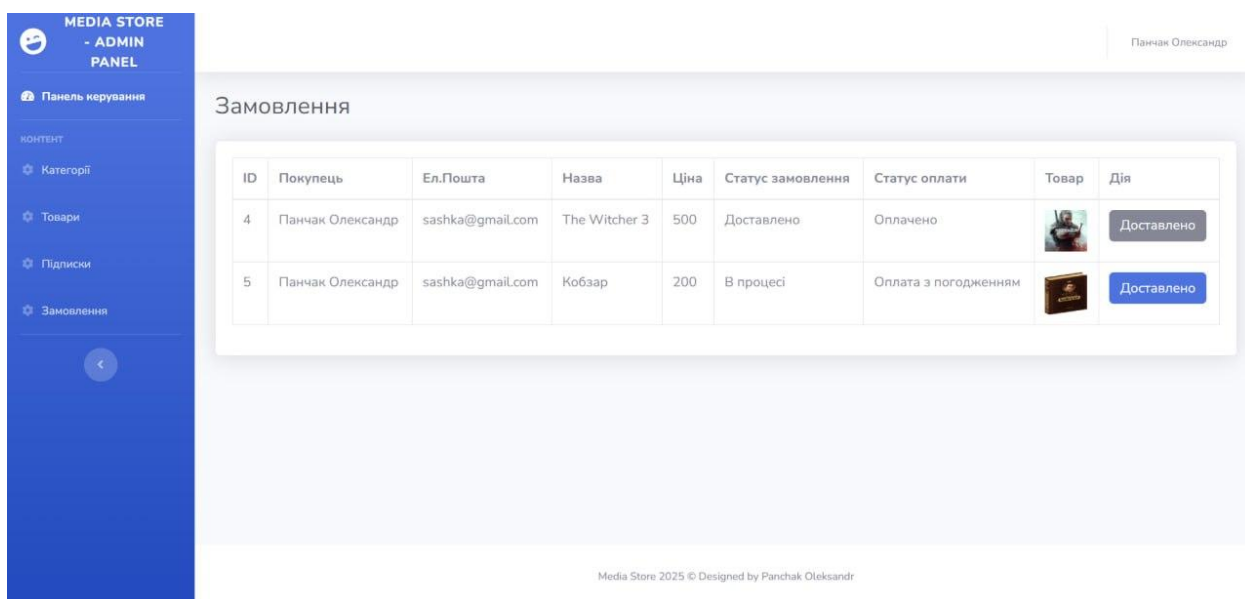 MEDIA STORE
- ADMIN
PANEL
Панчак Олександр
Панель керування
Замовлення
КОНТЕНТ
Категорії
Товари
Підписки
Замовлення
ID Покупець Ел.Пошта Назва Ціна Статус замовлення Статус оплати Товар Дія
4 Панчак Олександр sashka@gmail.com The Witcher 3 500 Доставлено Оплачено Доставлено
5 Панчак Олександр sashka@gmail.com Кобзар 200 В процесі Оплата з погодженням Доставлено
Media Store 2025 © Designed by Panchak Oleksandr